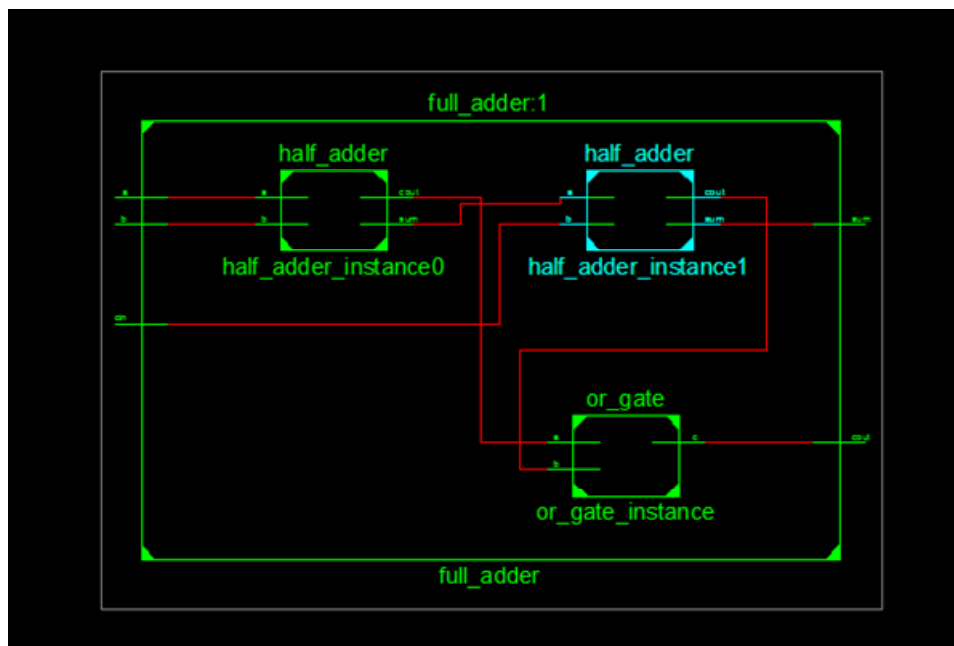 full_adder:1
half_adder
half_adder
a
a
cout
a
cout
b
b
sum
b
sum
sum
half_adder_instance0
half_adder_instance1
cin
or_gate
a
c
cout
b
or_gate_instance
full_adder